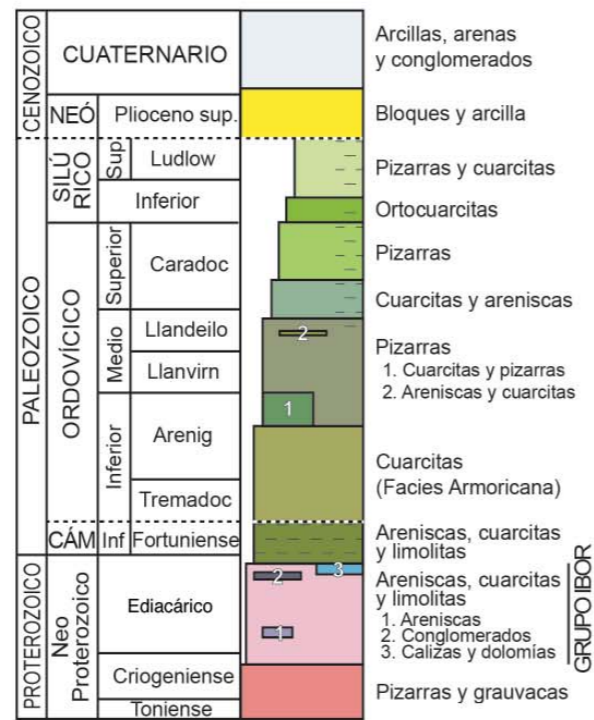 CENOZOICO
CUATERNARIO
Arcillas, arenas
y conglomerados
NEÓ
Plioceno sup.
Bloques y arcilla
PALEOZOICO
SILÚ
RICO
Sup
Ludlow
Pizarras y cuarcitas
Inferior
Ortocuarcitas
ORDOVÍCICO
Superior
Caradoc
Pizarras
Cuarcitas y areniscas
Medio
Llandeilo
2
Pizarras
1. Cuarcitas y pizarras
2. Areniscas y cuarcitas
Llanvirn
1
Inferior
Arenig
Cuarcitas
(Facies Armoricana)
Tremadoc
CÁM
Inf
Fortuniense
Areniscas, cuarcitas
y limolitas
PROTEROZOICO
Neo
Proterozoico
Ediacárico
3
2
1
Areniscas, cuarcitas
y limolitas
1. Areniscas
2. Conglomerados
3. Calizas y dolomías
GRUPO IBOR
Criogeniense
Pizarras y grauvacas
Toniense